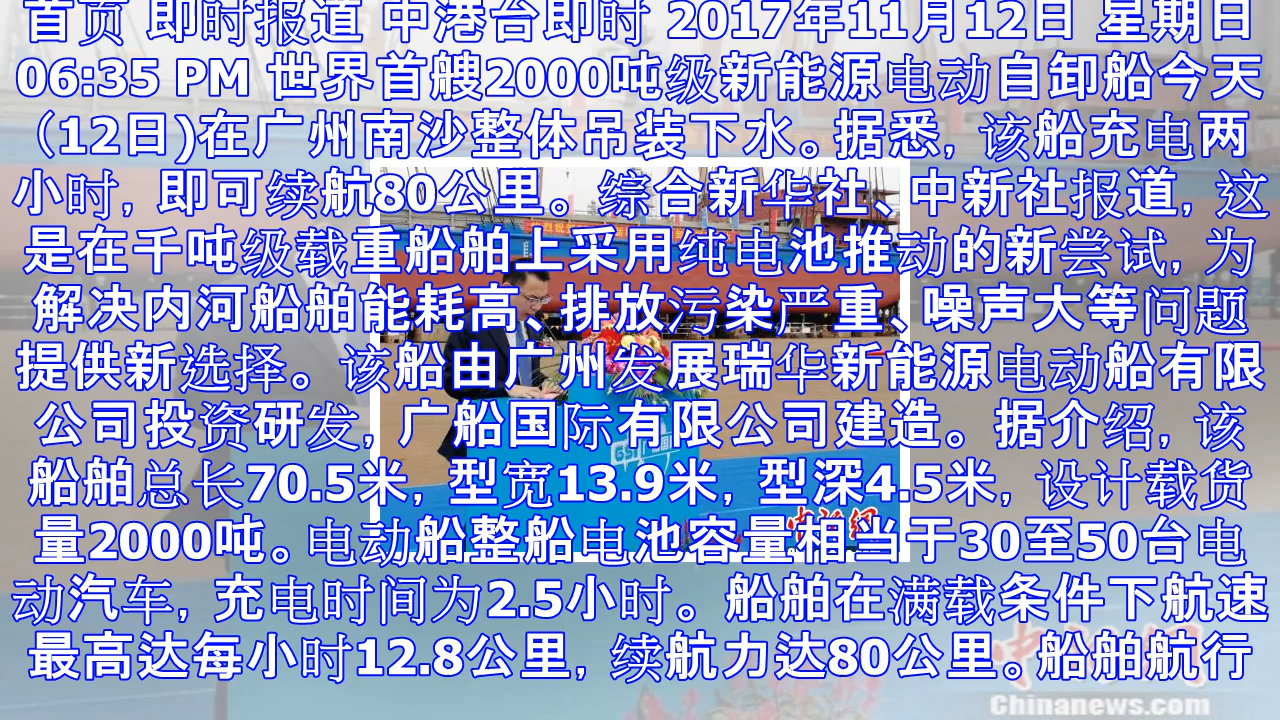 首页 即时报道 中港台即时 2017年11月12日 星期日
06:35 PM 世界首艘2000吨级新能源电动自卸船今天
(12日)在广州南沙整体吊装下水。据悉, 该船充电两
小时, 即可续航80公里。综合新华社、中新社报道, 这
是在千吨级载重船舶上采用纯电池推动的新尝试, 为
解决内河船舶能耗高、排放污染严重、噪声大等问题
提供新选择。该船由广州发展瑞华新能源电动船有限
公司投资研发, 广船国际有限公司建造。据介绍, 该
船舶总长70.5米, 型宽13.9米, 型深4.5米, 设计载货
量2000吨。电动船整船电池容量相当于30至50台电
动汽车, 充电时间为2.5小时。船舶在满载条件下航速
最高达每小时12.8公里, 续航力达80公里。船舶航行
中新网
Chinanews.com